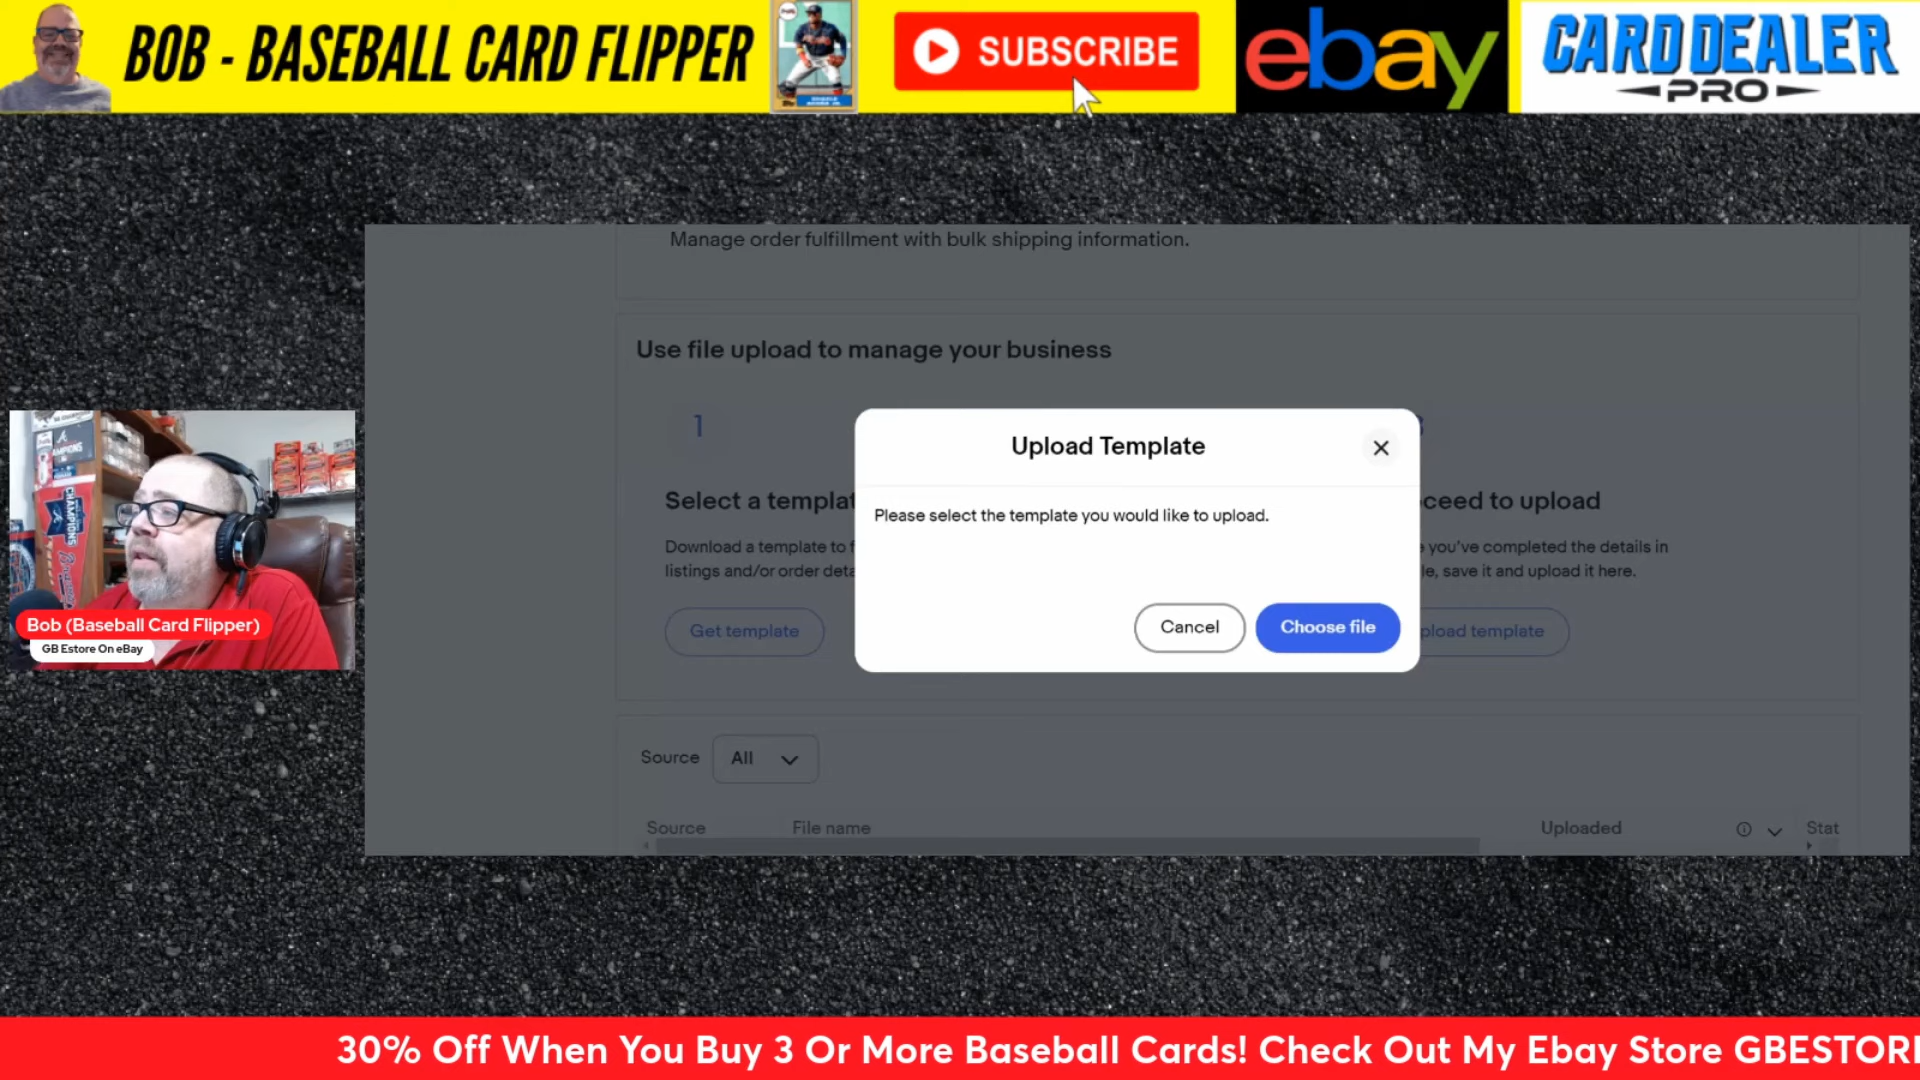 BOB - BASEBALL CARD FLIPPER
SUBSCRIBE
ebay
CARD DEALER
PRO
Manage order fulfillment with bulk shipping information.
Use file upload to manage your business
1
Select a templat
Download a template to f
listings and/or order deta
Get template
Upload Template
Please select the template you would like to upload.
Cancel
Choose file
ceed to upload
you've completed the details in
le, save it and upload it here.
pload template
Source
All
Source
File name
Uploaded
Stat
CHAMPIONS
Bob (Baseball Card Flipper)
GB Estore On eBay
30% Off When You Buy 3 Or More Baseball Cards! Check Out My Ebay Store GBESTORE